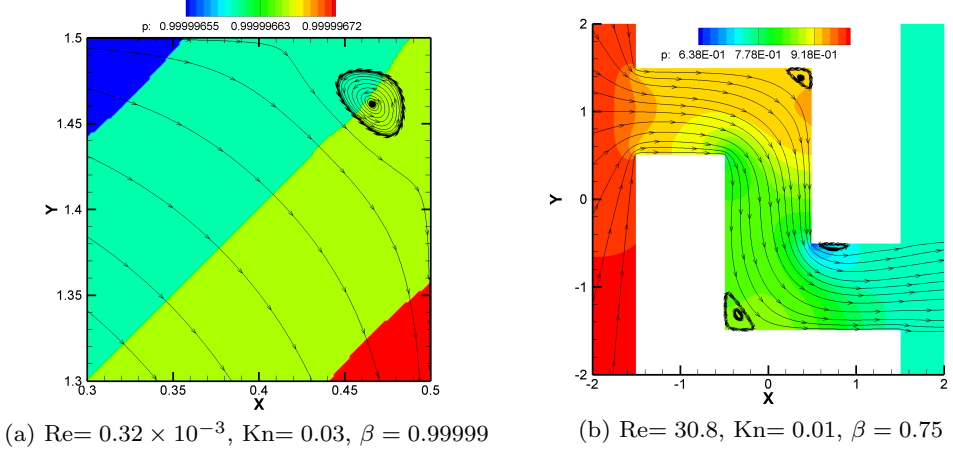 p: 0.99999655 0.99999663 0.99999672
1.5
1.45
1.4
1.35
1.3
Y
0.3 0.35 0.4 0.45 0.5
X
(a) Re= 0.32 × 10⁻³, Kn= 0.03, β = 0.99999
p: 6.38E-01 7.78E-01 9.18E-01
2
1
0
-1
-2
Y
-2 -1 0 1 2
X
(b) Re= 30.8, Kn= 0.01, β = 0.75